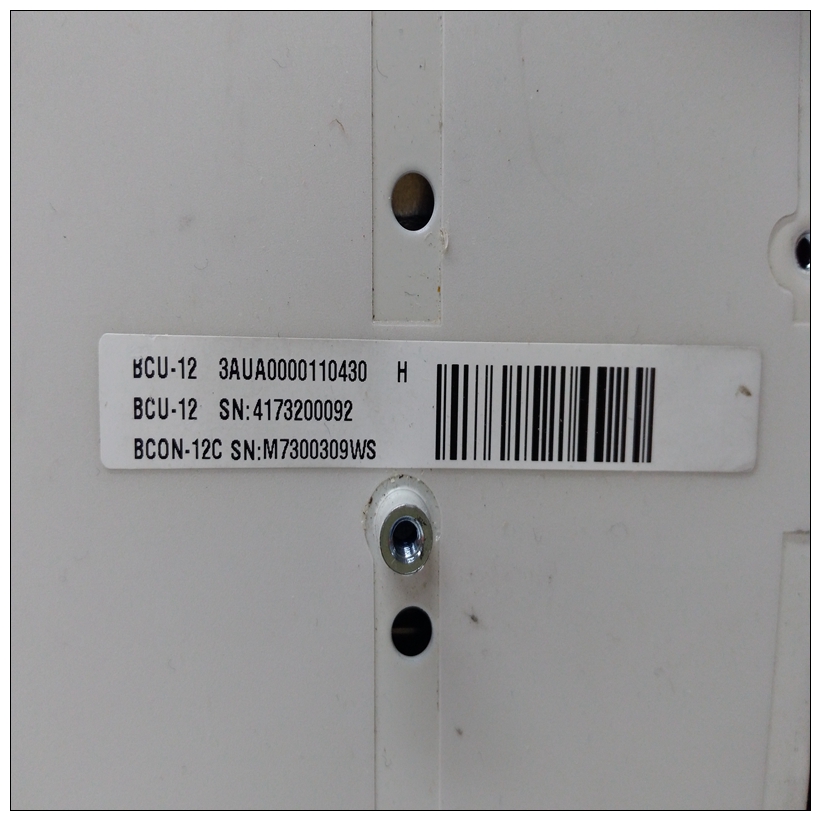 BCU-12 3AUA0000110430 H
BCU-12 SN:4173200092
BCON-12C SN:M7300309WS